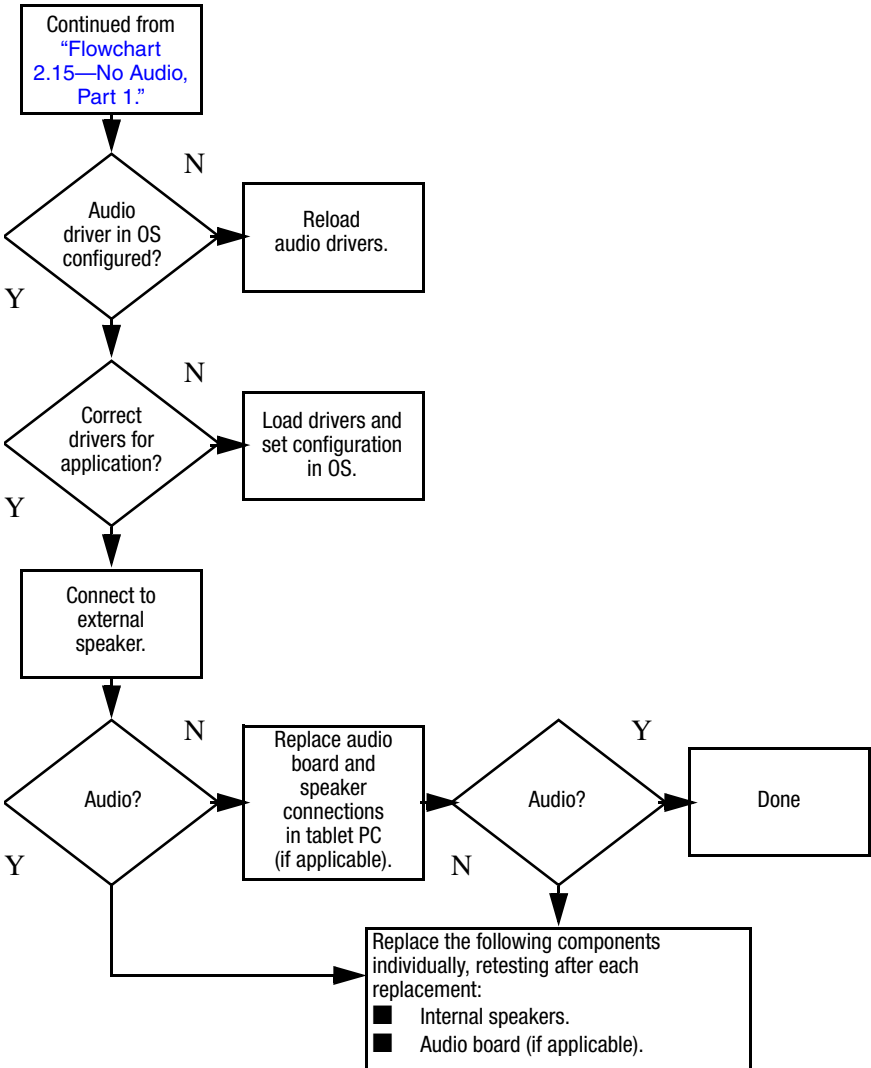 Continued from
“Flowchart
2.15—No Audio,
Part 1.”
N
Audio
driver in OS
configured?
Reload
audio drivers.
Y
N
Correct
drivers for
application?
Load drivers and
set configuration
in OS.
Y
Connect to
external
speaker.
N
Audio?
Replace audio
board and
speaker
connections
in tablet PC
(if applicable).
Y
Audio?
Done
Y
N
Replace the following components
individually, retesting after each
replacement:
■ Internal speakers.
■ Audio board (if applicable).